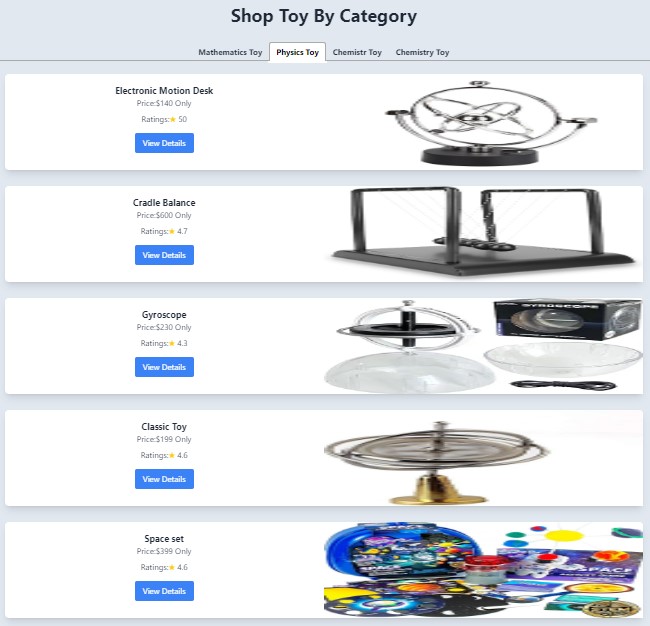 Shop Toy By Category
Mathematics Toy Physics Toy Chemistr Toy Chemistry Toy
Electronic Motion Desk
Price:$140 Only
Ratings:★ 50
View Details
Cradle Balance
Price:$600 Only
Ratings:★ 4.7
View Details
Gyroscope
Price:$230 Only
Ratings:★ 4.3
View Details
GYROSCOPE
Classic Toy
Price:$199 Only
Ratings:★ 4.6
View Details
Space set
Price:$399 Only
Ratings:★ 4.6
View Details
SPACE